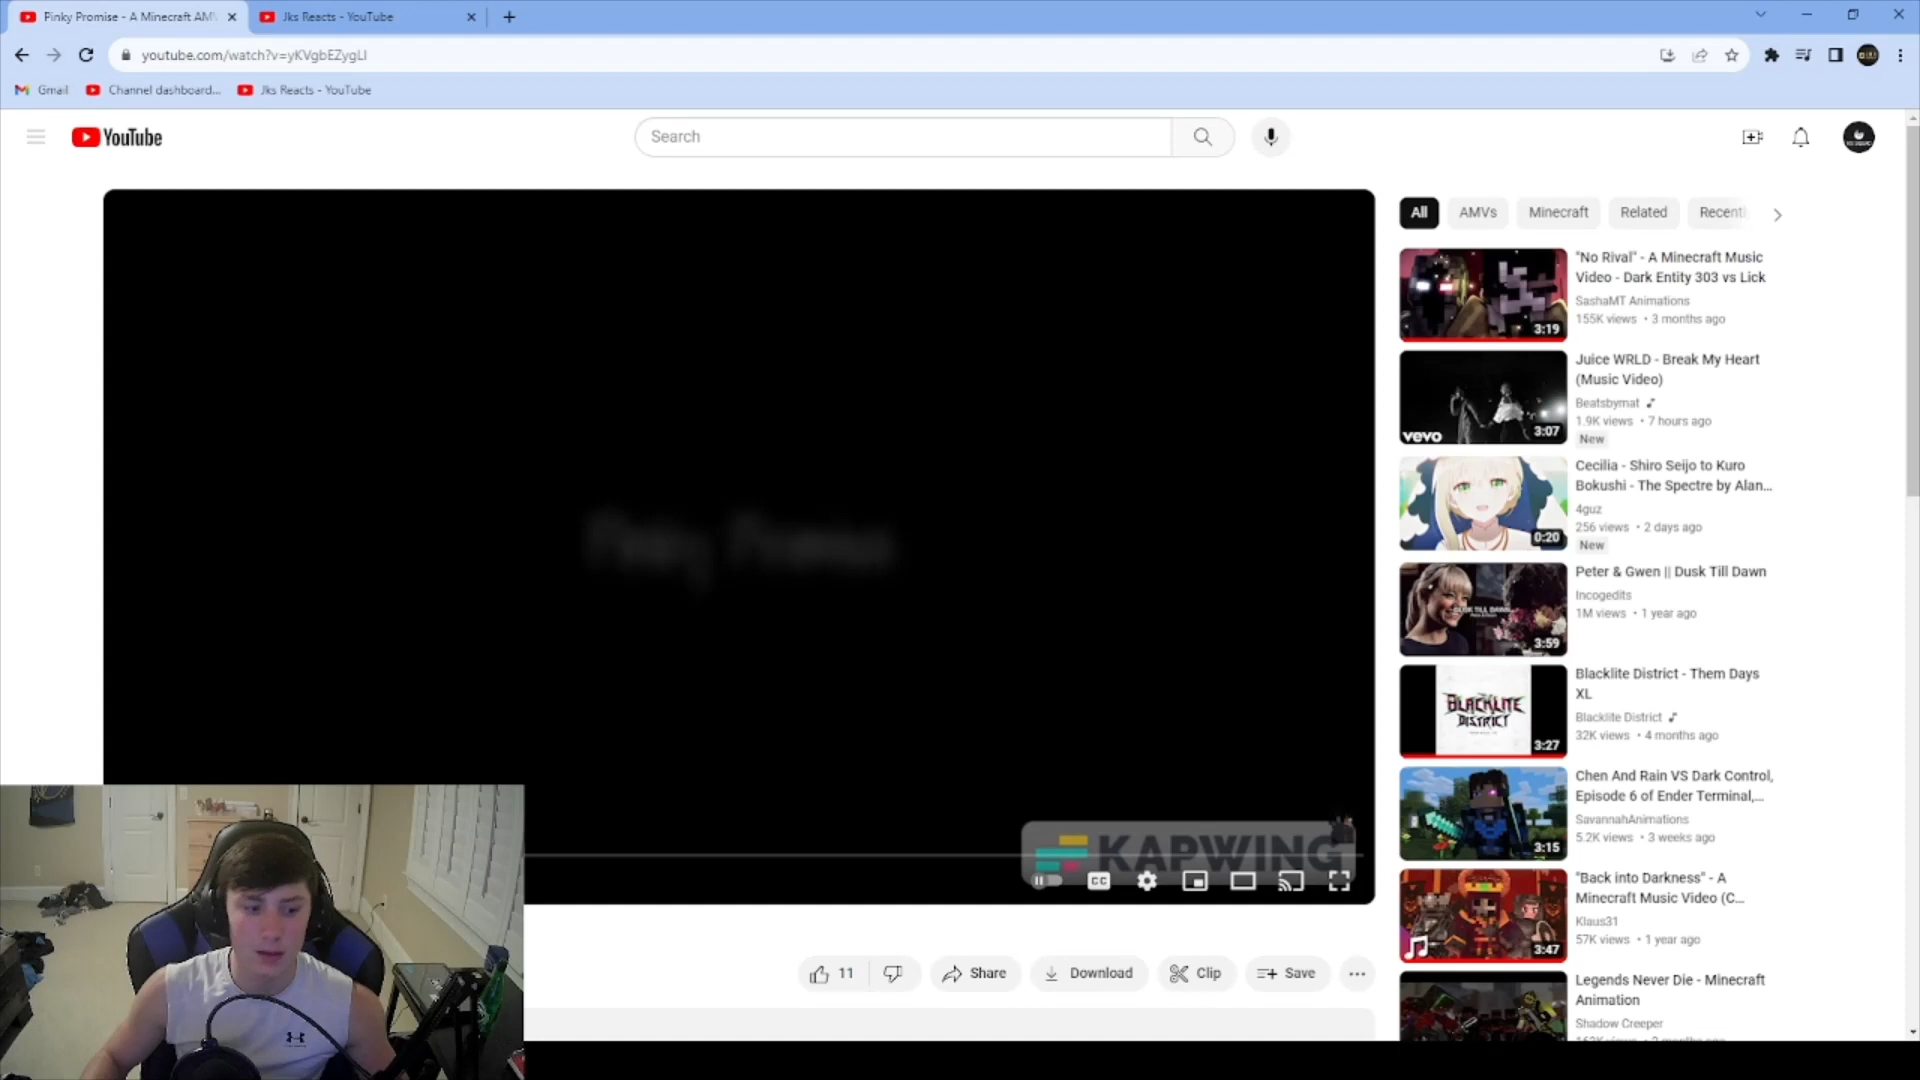 Pinky Promise - A Minecraft AMV
Jks Reacts - YouTube
youtube.com/watch?v=yKVgbEZygLI
Gmail
Channel dashboard...
Jks Reacts - YouTube
YouTube
Search
All
AMVs
Minecraft
Related
Recentl
"No Rival" - A Minecraft Music
Video - Dark Entity 303 vs Lick
SashaMT Animations
155K views • 3 months ago
3:19
Juice WRLD - Break My Heart
(Music Video)
Beatsbymat
1.9K views • 7 hours ago
New
vevo
3:07
Cecilia - Shiro Seijo to Kuro
Bokushi - The Spectre by Alan...
4guz
256 views • 2 days ago
New
0:20
Peter & Gwen || Dusk Till Dawn
Incogedits
1M views • 1 year ago
3:59
Blacklite District - Them Days
XL
Blacklite District
32K views • 4 months ago
BLACKLITE
DISTRICT
3:27
Chen And Rain VS Dark Control,
Episode 6 of Ender Terminal,...
SavannahAnimations
5.2K views • 3 weeks ago
3:15
"Back into Darkness" - A
Minecraft Music Video (C...
Klaus31
57K views • 1 year ago
3:47
Legends Never Die - Minecraft
Animation
Shadow Creeper
Pinky Promise
KAPWING
CC
11
Share
Download
Clip
Save